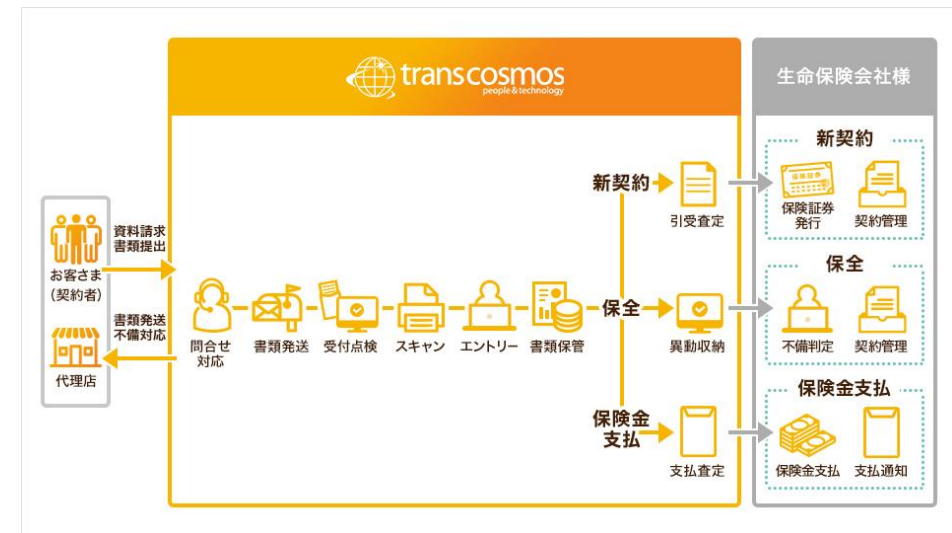 transcosmos
people & technology
生命保険会社様
お客さま
(契約者)
代理店
資料請求
書類提出
書類発送
不備対応
問合せ
対応
書類発送
受付点検
スキャン
エントリー
書類保管
新契約
引受査定
保全
異動収納
保険金
支払
支払査定
新契約
保険証券
保険証券
発行
契約管理
保全
不備判定
契約管理
保険金支払
保険金支払
支払通知